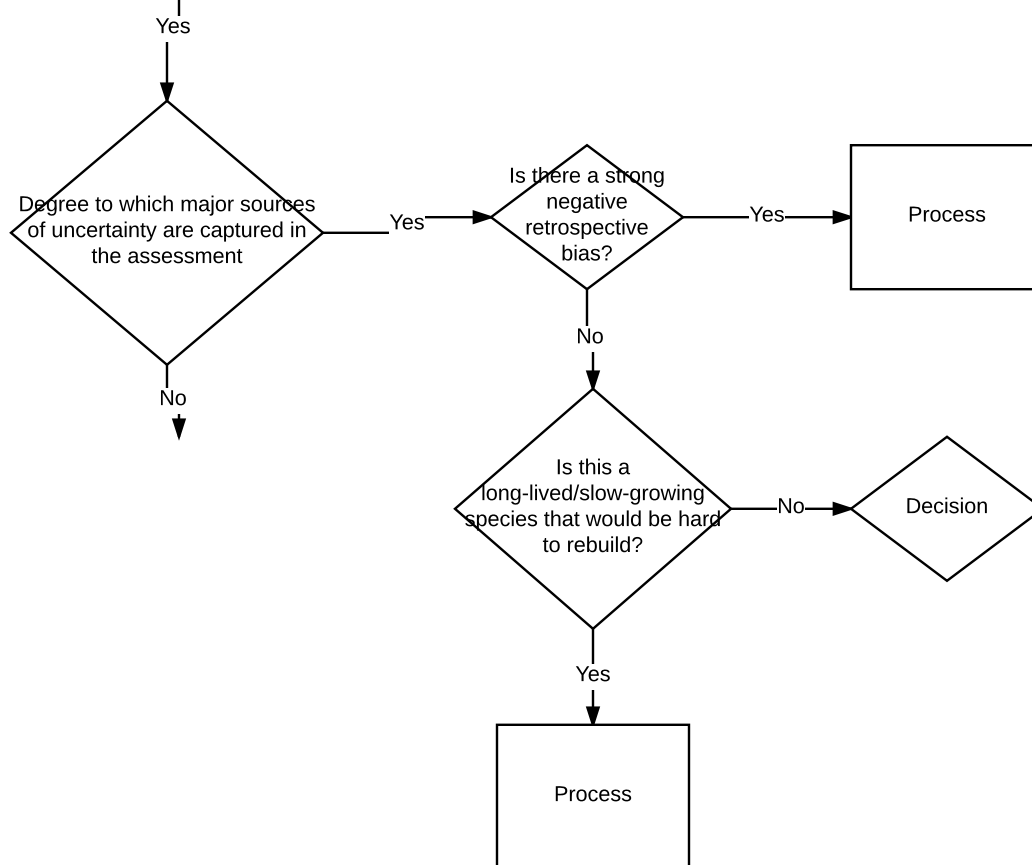 Yes
Degree to which major sources
of uncertainty are captured in
the assessment
Yes
Is there a strong
negative
retrospective
bias?
Yes
Process
No
No
Is this a
long-lived/slow-growing
species that would be hard
to rebuild?
No
Decision
Yes
Process